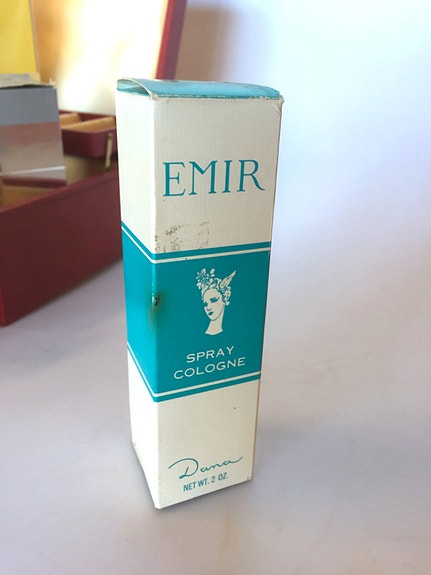 EMIR
SPRAY
COLOGNE
Dana
NET WT. 2 OZ.